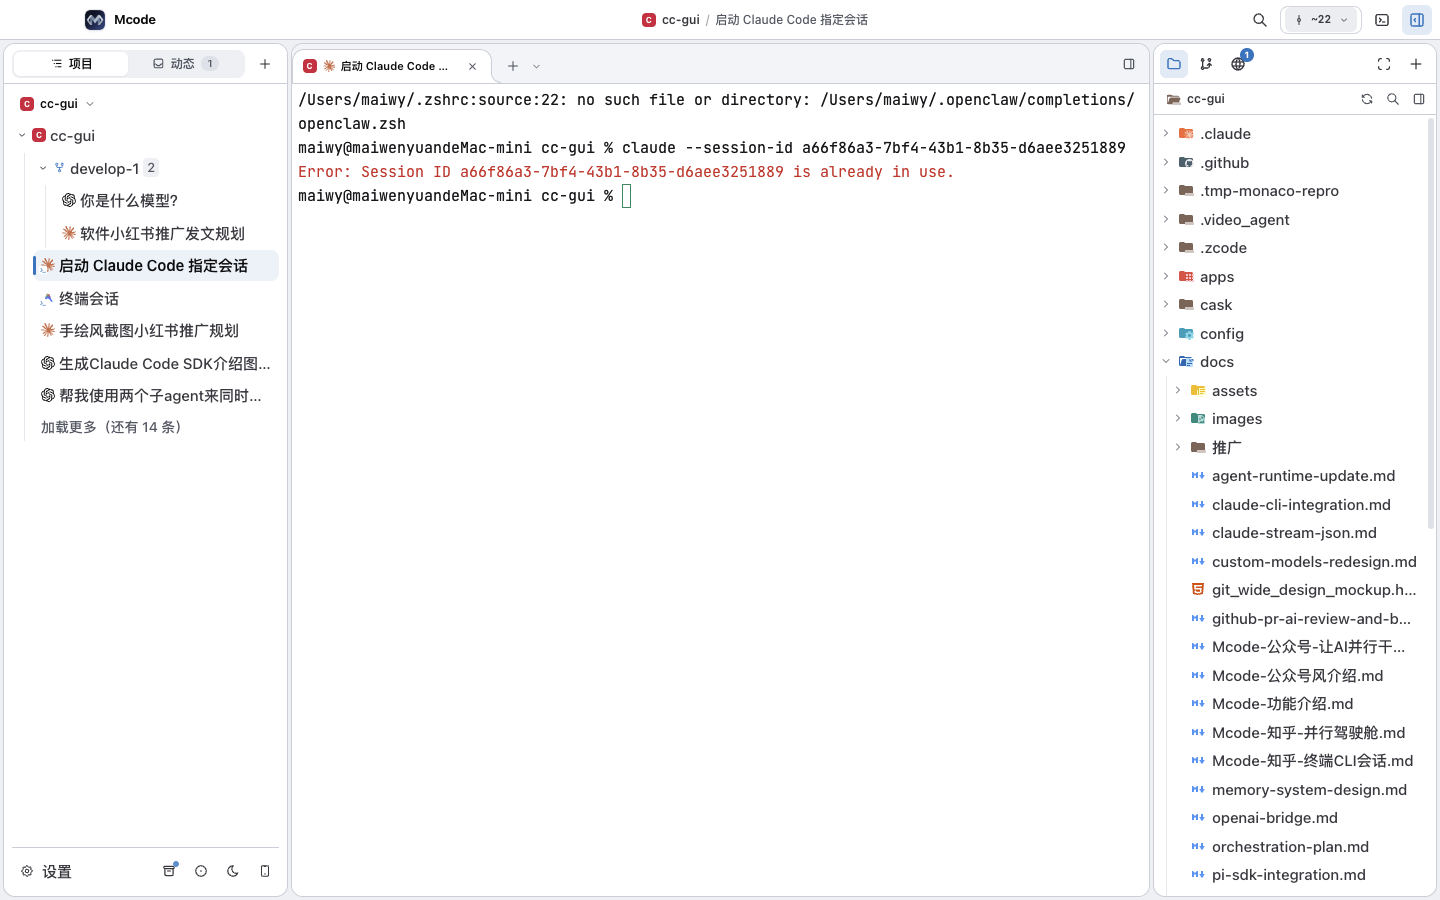 Mcode
cc-gui / 启动 Claude Code 指定会话
~22
项目
动态 1
cc-gui
cc-gui
develop-1 2
你是什么模型?
软件小红书推广发文规划
启动 Claude Code 指定会话
终端会话
手绘风截图小红书推广规划
生成Claude Code SDK介绍图...
帮我使用两个子agent来同时...
加载更多（还有 14 条）
设置
启动 Claude Code ...
/Users/maiwy/.zshrc:source:22: no such file or directory: /Users/maiwy/.openclaw/completions/
openclaw.zsh
maiwy@maiwenyuandeMac-mini cc-gui % claude --session-id a66f86a3-7bf4-43b1-8b35-d6aee3251889
Error: Session ID a66f86a3-7bf4-43b1-8b35-d6aee3251889 is already in use.
maiwy@maiwenyuandeMac-mini cc-gui %
1
cc-gui
.claude
.github
.tmp-monaco-repro
.video_agent
.zcode
apps
cask
config
docs
assets
images
推广
agent-runtime-update.md
claude-cli-integration.md
claude-stream-json.md
custom-models-redesign.md
git_wide_design_mockup.h...
github-pr-ai-review-and-b...
Mcode-公众号-让AI并行干...
Mcode-公众号风介绍.md
Mcode-功能介绍.md
Mcode-知乎-并行驾驶舱.md
Mcode-知乎-终端CLI会话.md
memory-system-design.md
openai-bridge.md
orchestration-plan.md
pi-sdk-integration.md